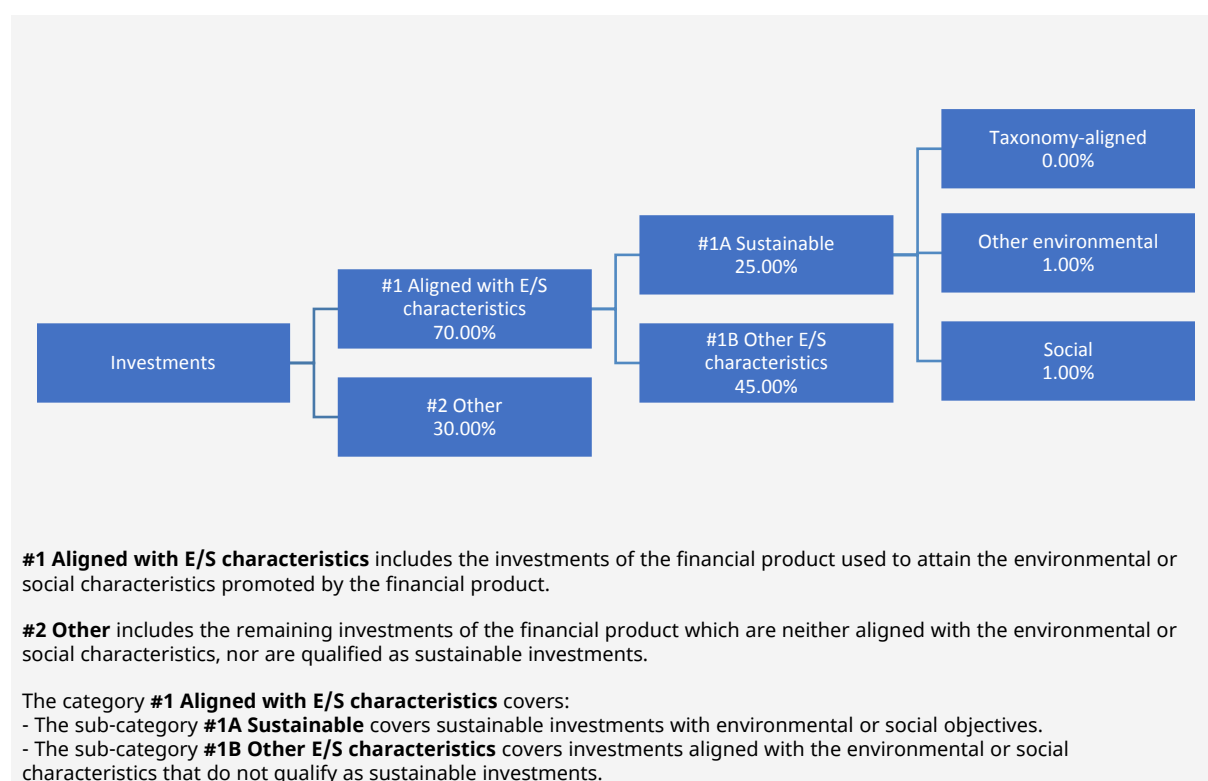 Investments
#1 Aligned with E/S
characteristics
70.00%
#2 Other
30.00%
#1A Sustainable
25.00%
#1B Other E/S
characteristics
45.00%
Taxonomy-aligned
0.00%
Other environmental
1.00%
Social
1.00%
#1 Aligned with E/S characteristics includes the investments of the financial product used to attain the environmental or
social characteristics promoted by the financial product.
#2 Other includes the remaining investments of the financial product which are neither aligned with the environmental or
social characteristics, nor are qualified as sustainable investments.
The category #1 Aligned with E/S characteristics covers:
- The sub-category #1A Sustainable covers sustainable investments with environmental or social objectives.
- The sub-category #1B Other E/S characteristics covers investments aligned with the environmental or social
characteristics that do not qualify as sustainable investments.